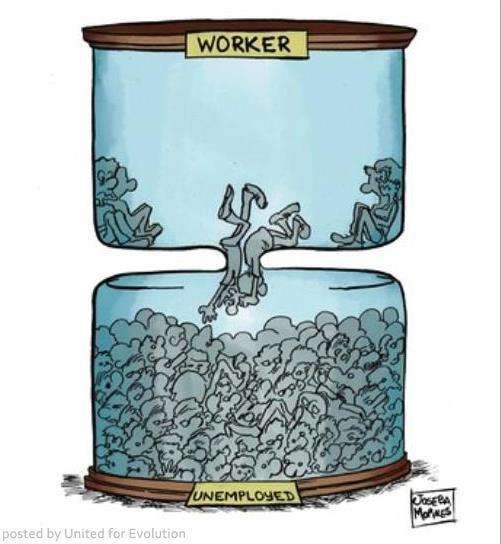 WORKER
UNEMPLOYED
JOSEBA
MORALES
posted by United for Evolution